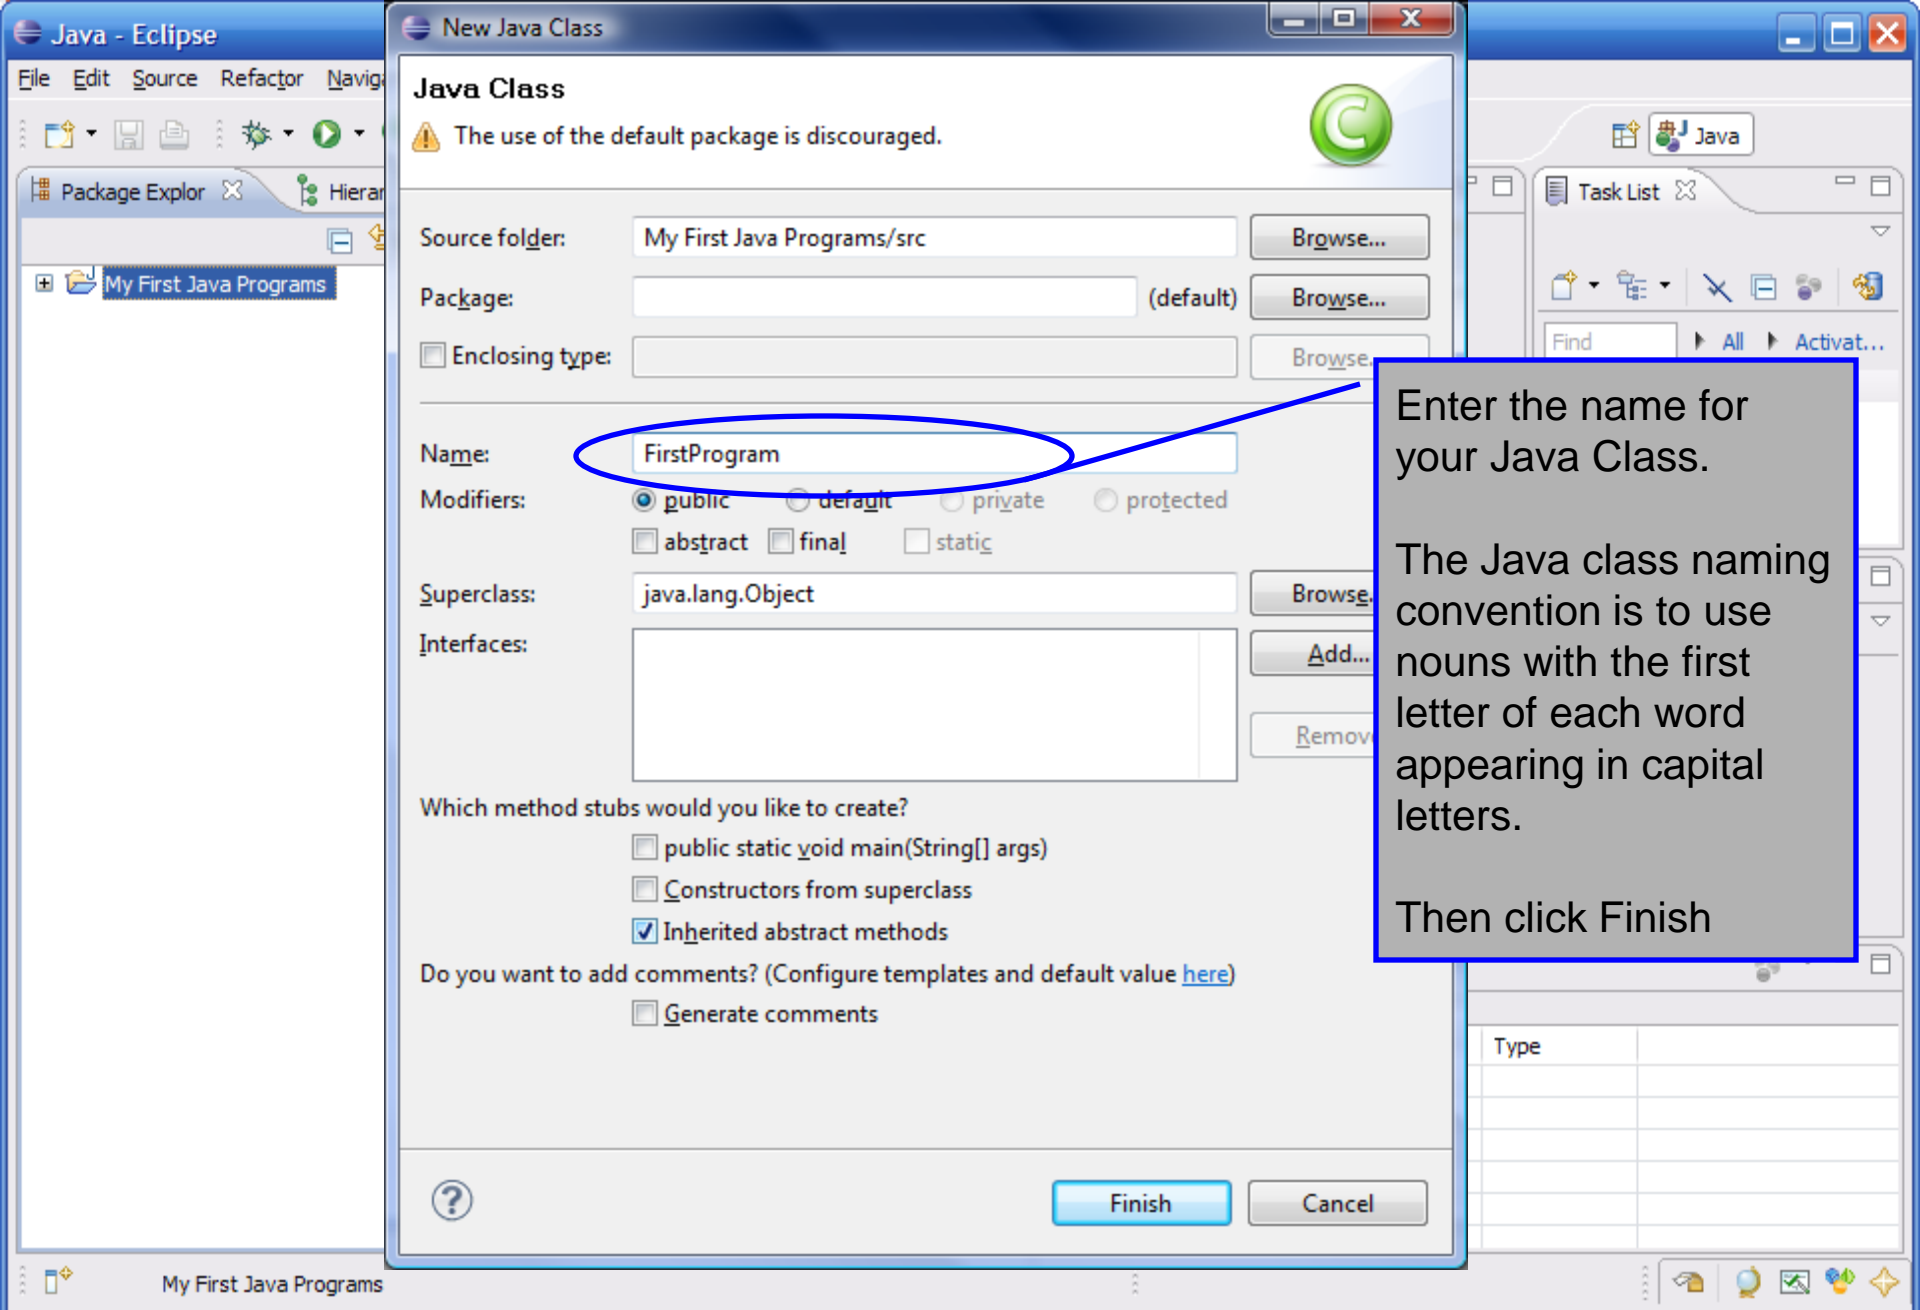 Java - Eclipse
New Java Class
File Edit Source Refactor Naviga
Java Class
The use of the default package is discouraged.
Java
Package Explor
Hierar
Task List
Source folder: My First Java Programs/src Browse...
My First Java Programs
Package: (default) Browse...
Enclosing type: Browse.
Find All Activat...
Name: FirstProgram
Modifiers: public default private protected
abstract final static
Superclass: java.lang.Object Browse.
Interfaces: Add...
Remov
Which method stubs would you like to create?
public static void main(String[] args)
Constructors from superclass
Inherited abstract methods
Do you want to add comments? (Configure templates and default value here)
Generate comments
Finish Cancel
Enter the name for
your Java Class.
The Java class naming
convention is to use
nouns with the first
letter of each word
appearing in capital
letters.
Then click Finish
Type
My First Java Programs